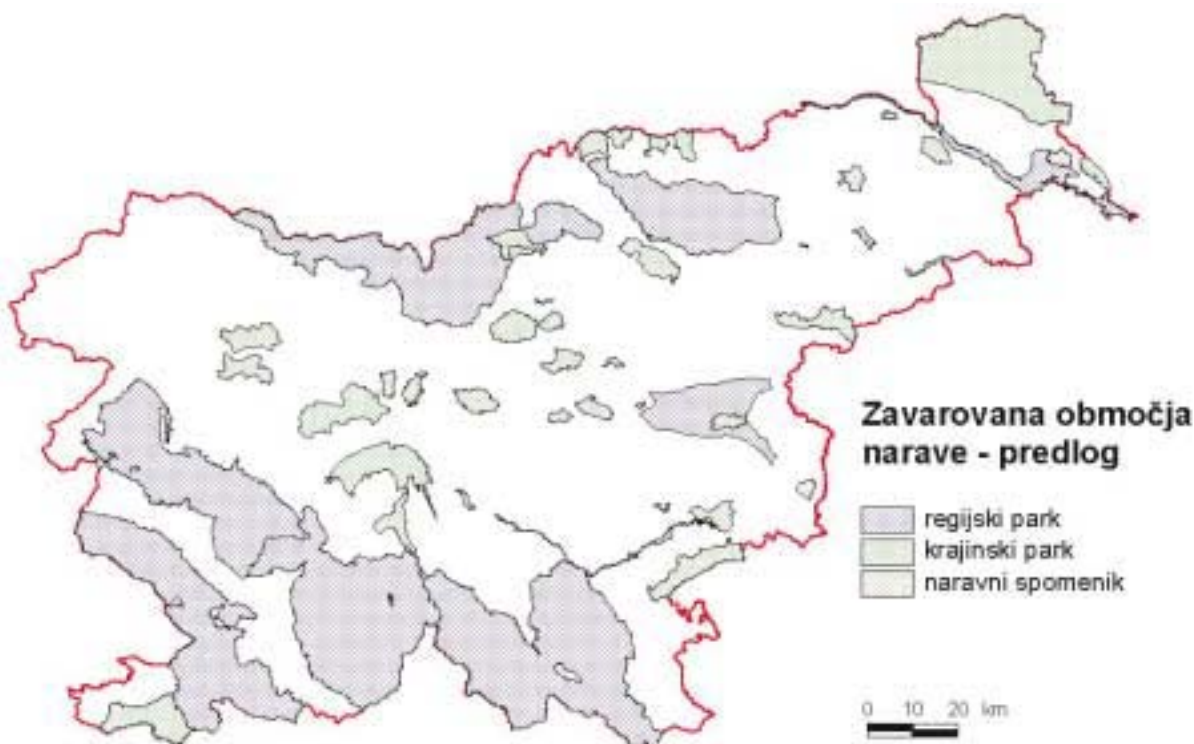 Zavarovana območja
narave - predlog
regijski park
krajinski park
naravni spomenik
0 10 20 km